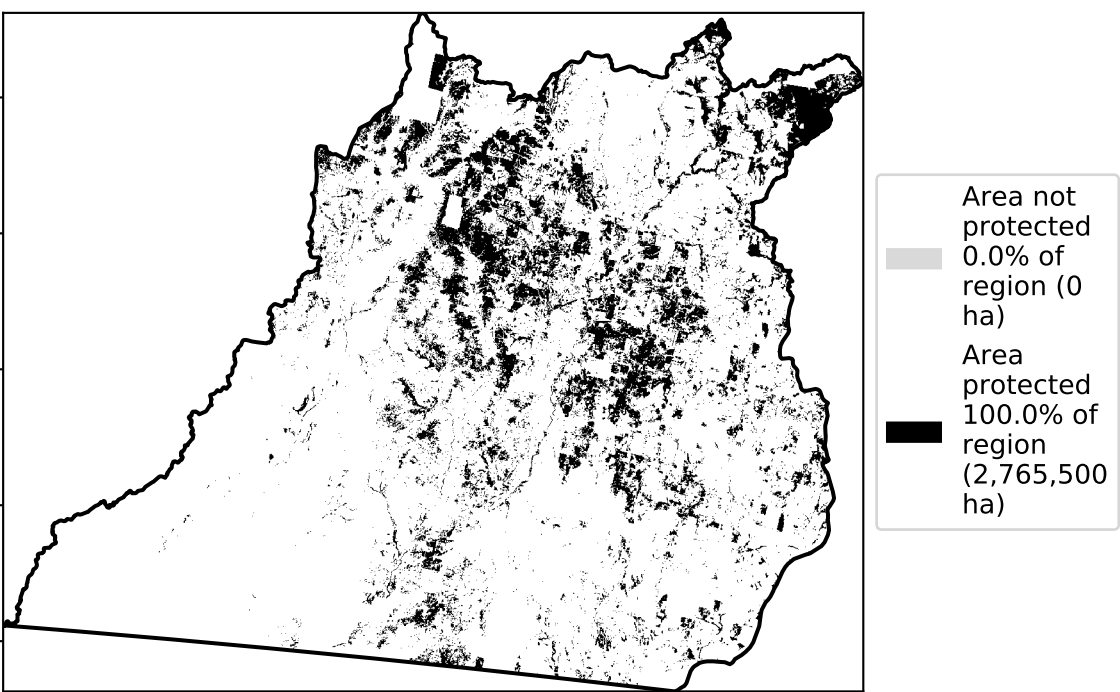 Area not
protected
0.0% of
region (0
ha)
Area
protected
100.0% of
region
(2,765,500
ha)